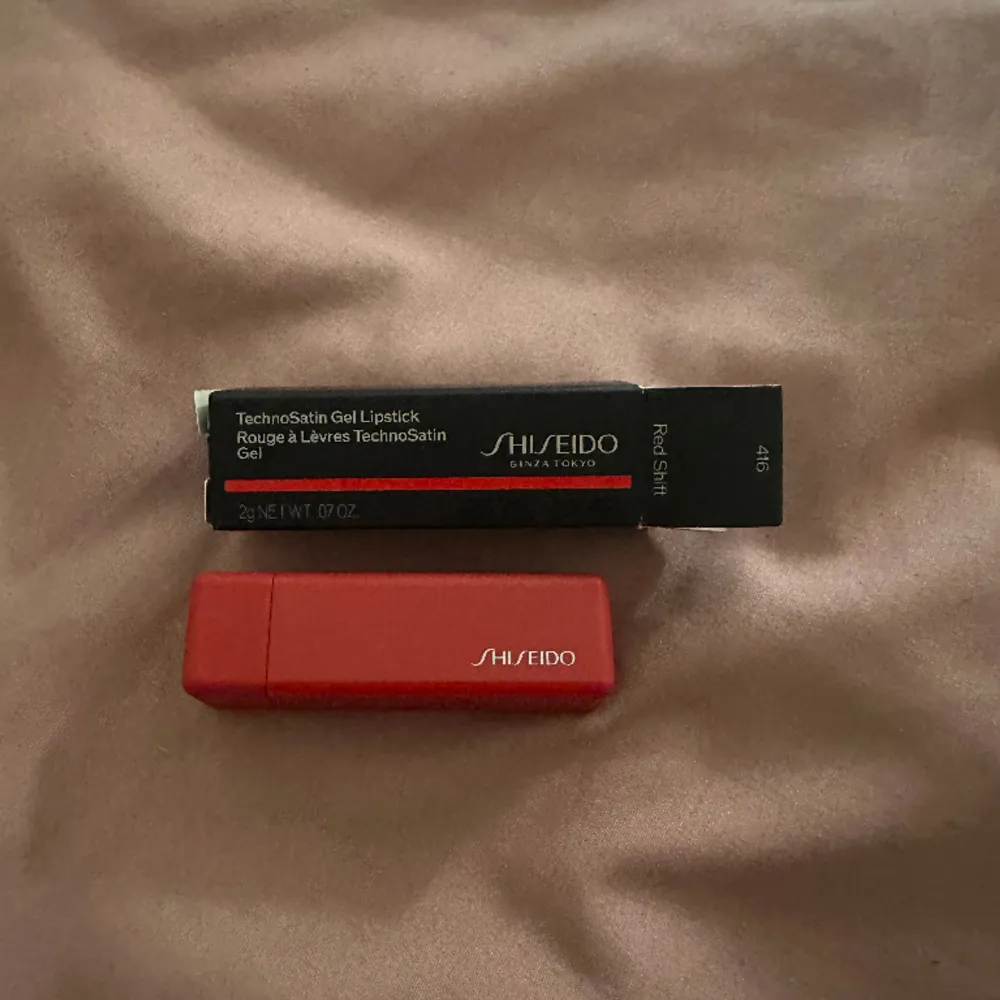 TechnoSatin Gel Lipstick
Rouge à Lèvres TechnoSatin
Gel
SHISEIDO
GINZA TOKYO
2g NET WT. .07 OZ.
Red Shift
416
SHISEIDO